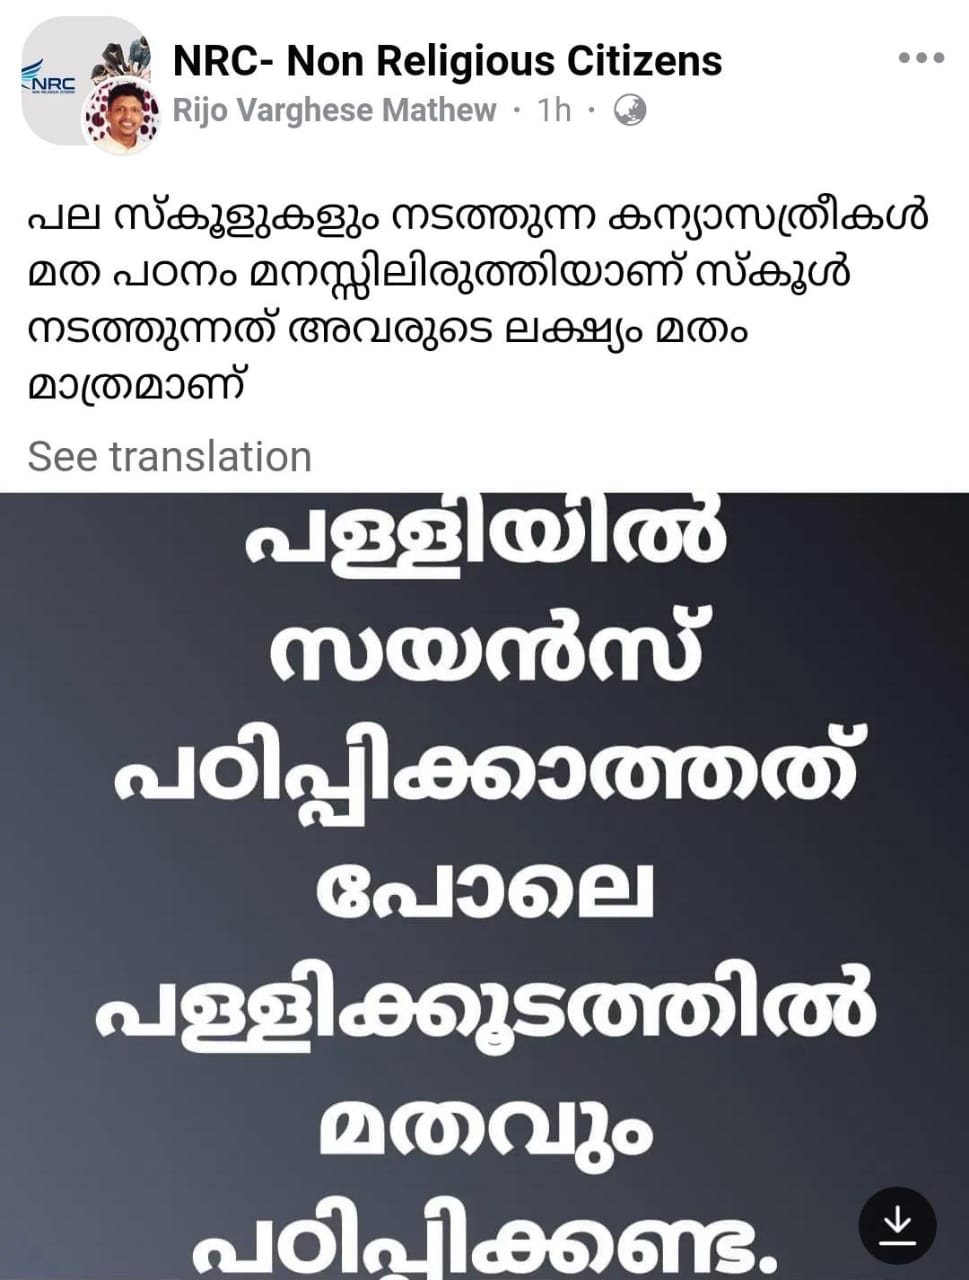 NRC- Non Religious Citizens
Rijo Varghese Mathew · 1h ·
NRC
പല സ്കൂളുകളും നടത്തുന്ന കന്യാസത്രീകൾ
മത പഠനം മനസ്സിലിരുത്തിയാണ് സ്കൂൾ
നടത്തുന്നത് അവരുടെ ലക്ഷ്യം മതം
മാത്രമാണ്
See translation
പള്ളിയിൽ
സയൻസ്
പഠിപ്പിക്കാത്തത്
പോലെ
പള്ളിക്കൂടത്തിൽ
മതവും
പഠിപ്പിക്കണ്ട.